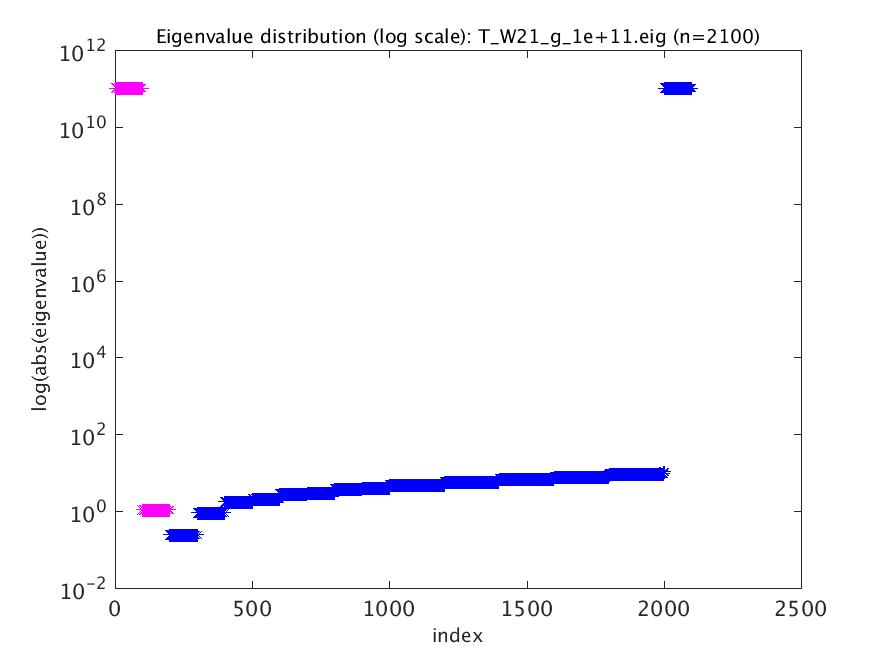 Eigenvalue distribution (log scale): T_W21_g_1e+11.eig (n=2100)
10^12
10^10
10^8
10^6
10^4
10^2
10^0
10^-2
log(abs(eigenvalue))
0 500 1000 1500 2000 2500
index